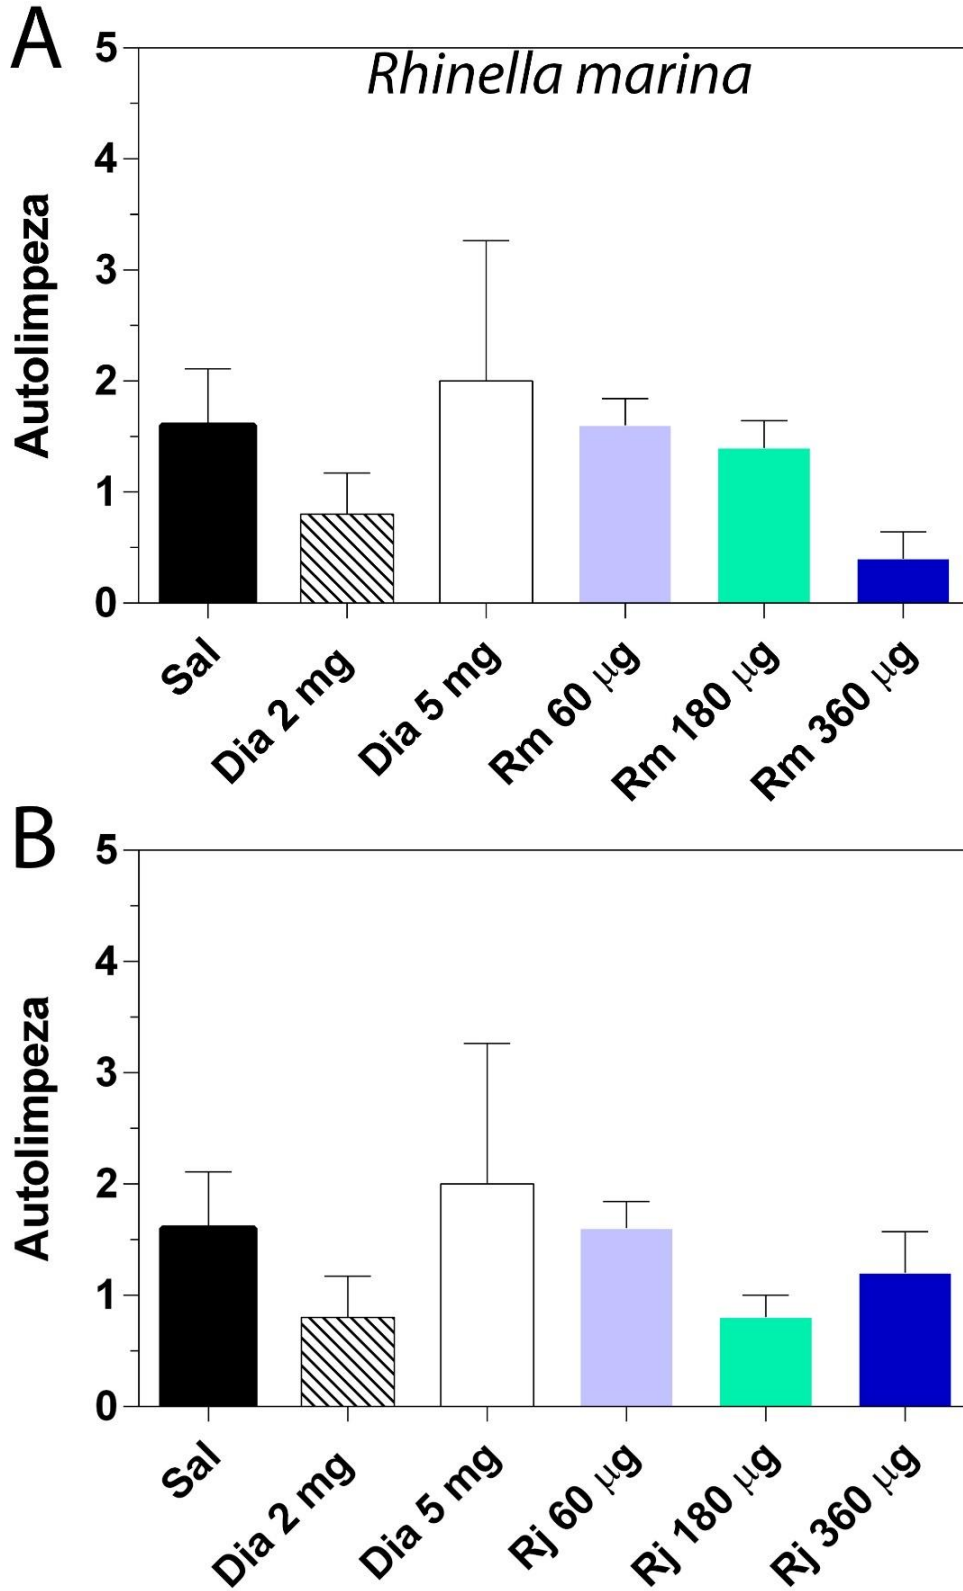 A
Rhinella marina
Autolimpeza
5
4
3
2
1
0
Sal
Dia 2 mg
Dia 5 mg
Rm 60 µg
Rm 180 µg
Rm 360 µg
B
Autolimpeza
5
4
3
2
1
0
Sal
Dia 2 mg
Dia 5 mg
Rj 60 µg
Rj 180 µg
Rj 360 µg